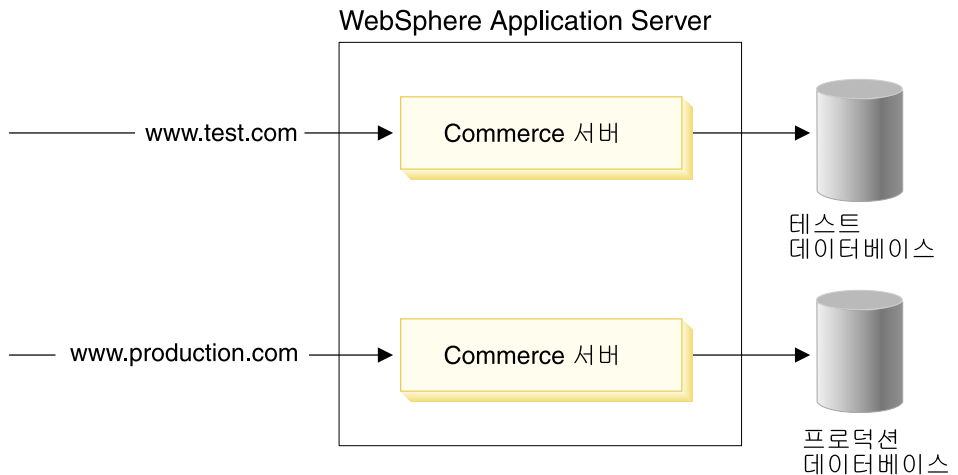 WebSphere Application Server
www.test.com
Commerce 서버
테스트
데이터베이스
www.production.com
Commerce 서버
프로덕션
데이터베이스